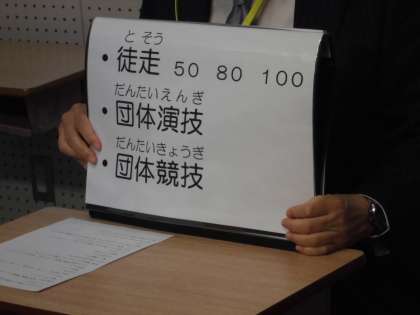 とそう
・徒走 50 80 100
だんたいえんぎ
・団体演技
だんたいきょうぎ
・団体競技